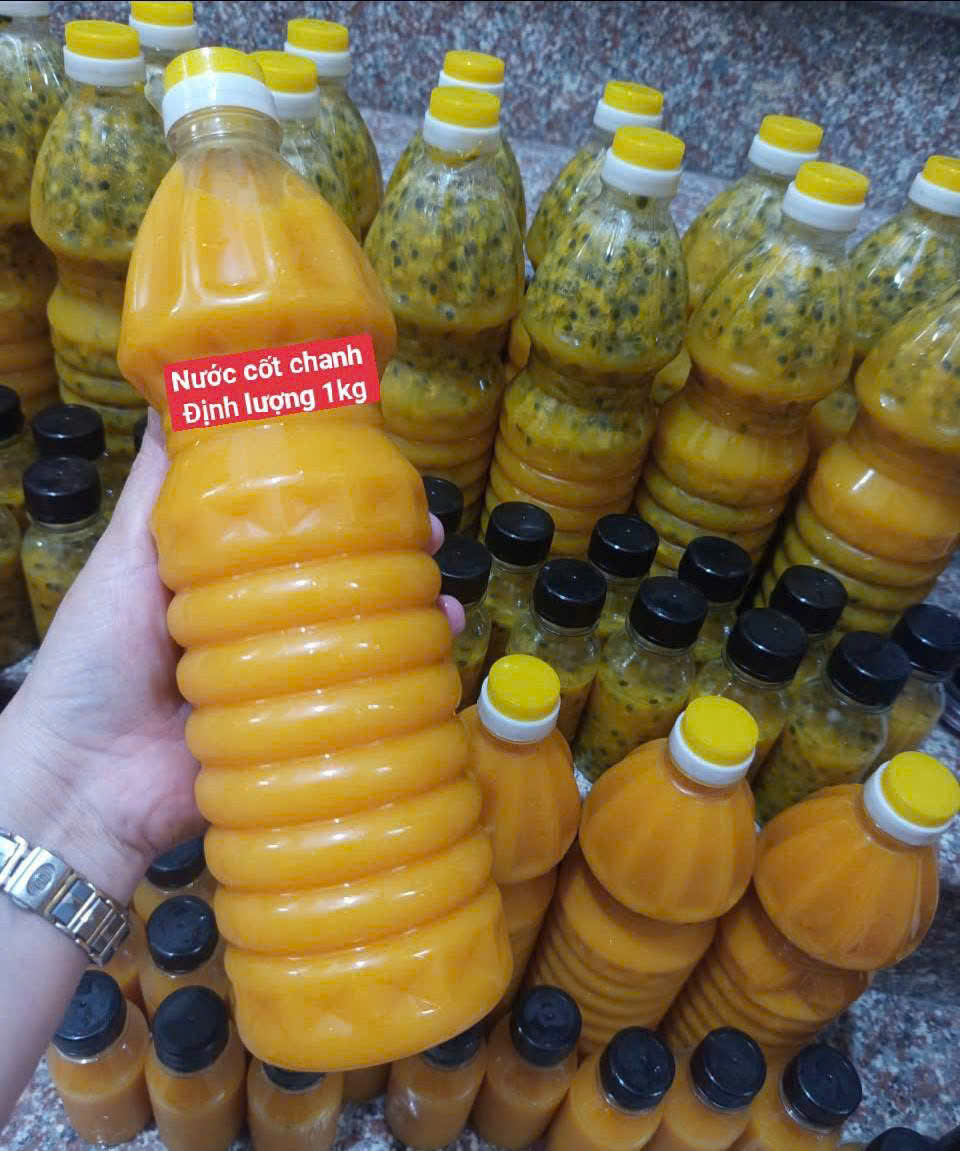 Nước cốt chanh
Định lượng 1kg